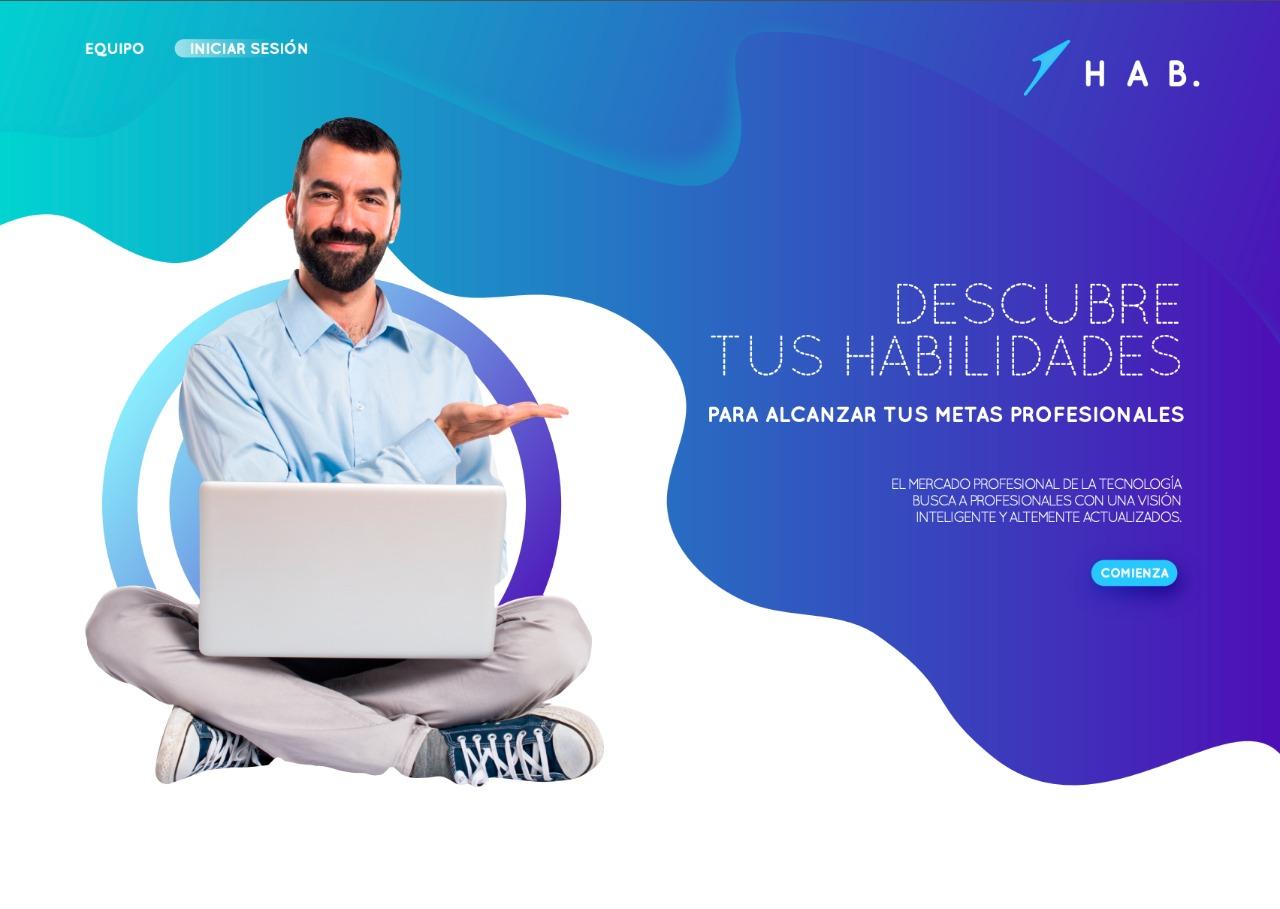 EQUIPO
INICIAR SESIÓN
H A B.
DESCUBRE
TUS HABILIDADES
PARA ALCANZAR TUS METAS PROFESIONALES
EL MERCADO PROFESIONAL DE LA TECNOLOGÍA
BUSCA A PROFESIONALES CON UNA VISIÓN
INTELIGENTE Y ALTEMENTE ACTUALIZADOS.
COMIENZA